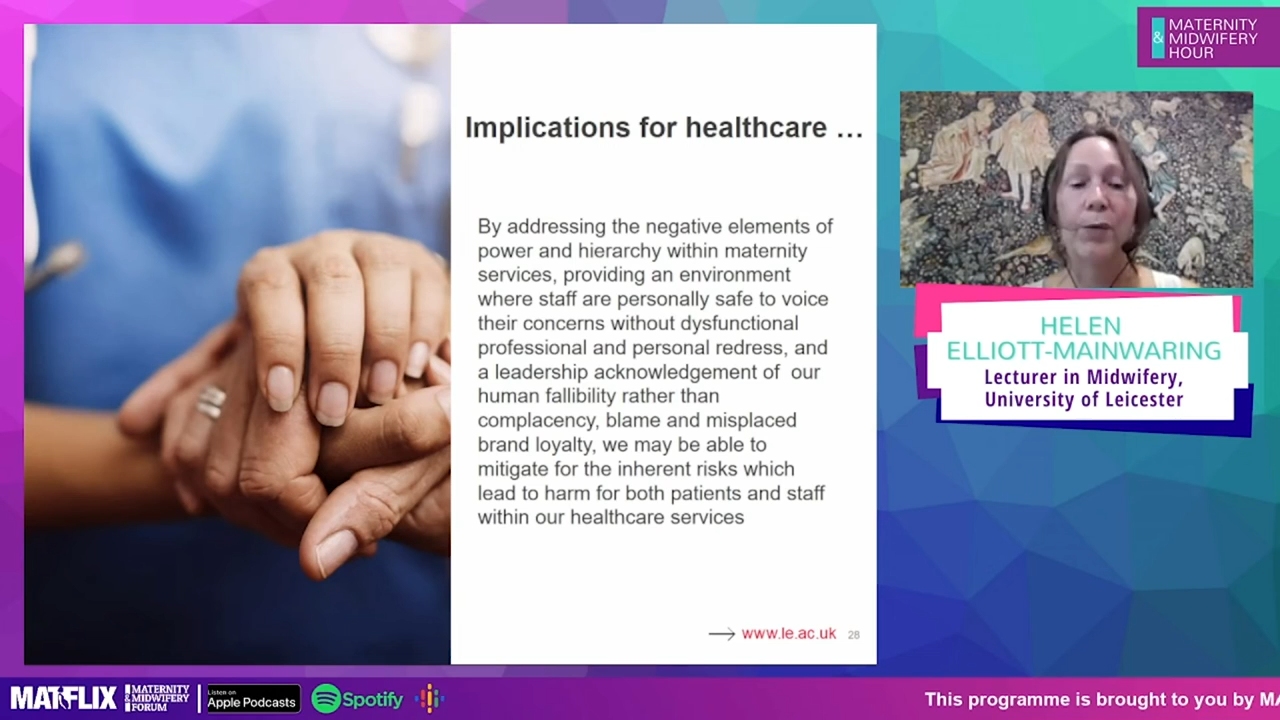 MATERNITY
& MIDWIFERY
HOUR
Implications for healthcare …
By addressing the negative elements of
power and hierarchy within maternity
services, providing an environment
where staff are personally safe to voice
their concerns without dysfunctional
professional and personal redress, and
a leadership acknowledgement of our
human fallibility rather than
complacency, blame and misplaced
brand loyalty, we may be able to
mitigate for the inherent risks which
lead to harm for both patients and staff
within our healthcare services
www.le.ac.uk 28
HELEN
ELLIOTT-MAINWARING
Lecturer in Midwifery,
University of Leicester
MATFLIX
MATERNITY
& MIDWIFERY
FORUM
Listen on
Apple Podcasts
Spotify
This programme is brought to you by MA